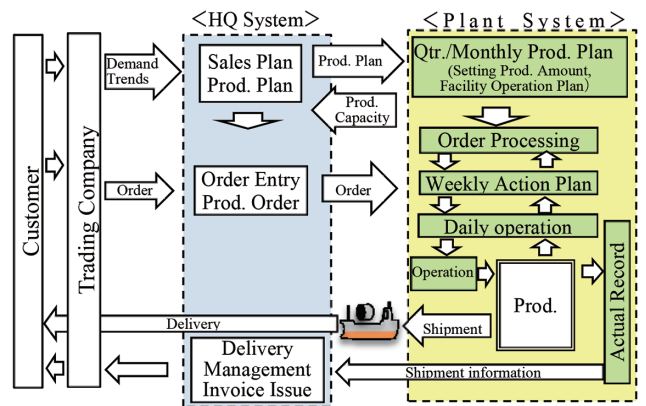 <HQ System>
<Plant System>
Customer
Trading Company
Demand
Trends
Sales Plan
Prod. Plan
Prod. Plan
Prod.
Capacity
Qtr./Monthly Prod. Plan
(Setting Prod. Amount,
Facility Operation Plan)
Order Processing
Weekly Action Plan
Daily operation
Order
Order Entry
Prod. Order
Order
Operation
Prod.
Actual Record
Delivery
Shipment
Delivery
Management
Invoice Issue
Shipment information